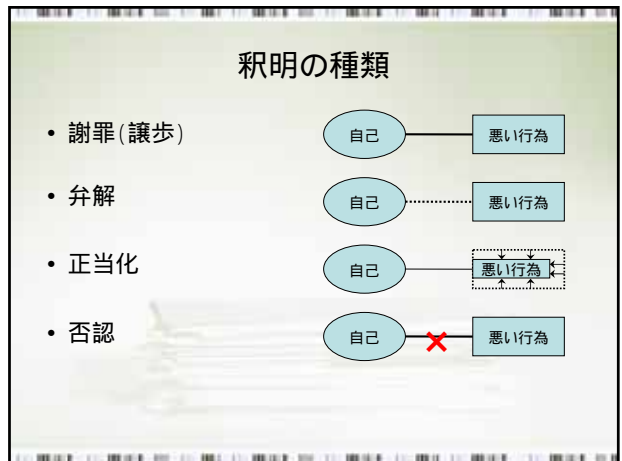 釈明の種類
• 謝罪(譲歩) 自己 悪い行為
• 弁解 自己 悪い行為
• 正当化 自己 悪い行為
• 否認 自己 悪い行為